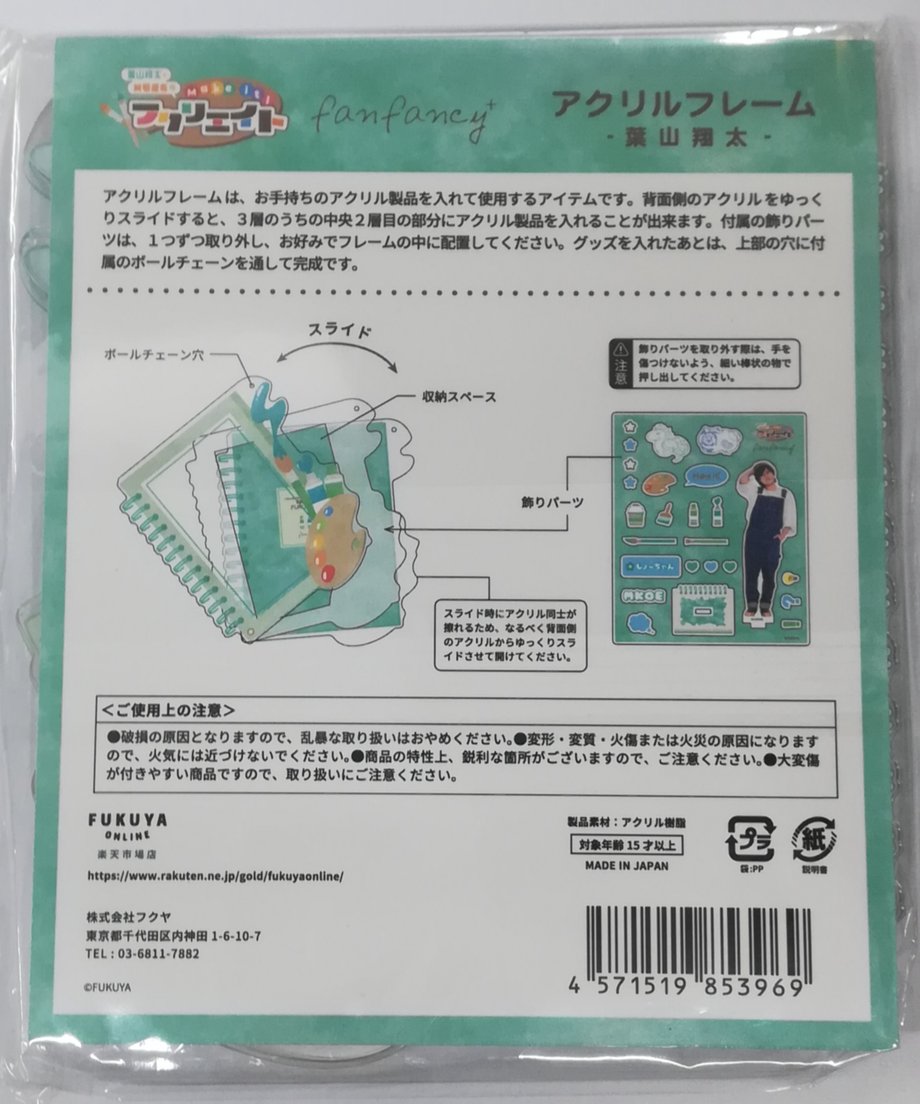 葉山翔太・
Make it!
ファンクリエイト
fanfancy+
アクリルフレーム
- 葉山翔太 -
アクリルフレームは、お手持ちのアクリル製品を入れて使用するアイテムです。背面側のアクリルをゆっく
りスライドすると、3層のうちの中央2層目の部分にアクリル製品を入れることが出来ます。付属の飾りパー
ツは、1つずつ取り外し、お好みでフレームの中に配置してください。グッズを入れたあとは、上部の穴に付
属のボールチェーンを通して完成です。
スライド
ボールチェーン穴
収納スペース
注意
飾りパーツを取り外す際は、手を
傷つけないよう、細い棒状の物で
押し出してください。
飾りパーツ
fanfancy
しょーちゃん
MKOE
スライド時にアクリル同士が
擦れるため、なるべく背面側
のアクリルからゆっくりスラ
イドさせて開けてください。
＜ご使用上の注意＞
●破損の原因となりますので、乱暴な取り扱いはおやめください。●変形・変質・火傷または火災の原因になります
ので、火気には近づけないでください。●商品の特性上、鋭利な箇所がございますので、ご注意ください。●大変傷
が付きやすい商品ですので、取り扱いにご注意ください。
FUKUYA
ONLINE
楽天市場店
https://www.rakuten.ne.jp/gold/fukuyaonline/
製品素材：アクリル樹脂
対象年齢15才以上
MADE IN JAPAN
プラ
袋:PP
紙
説明書
株式会社フクヤ
東京都千代田区内神田1-6-10-7
TEL : 03-6811-7882
©FUKUYA
4 571519 853969